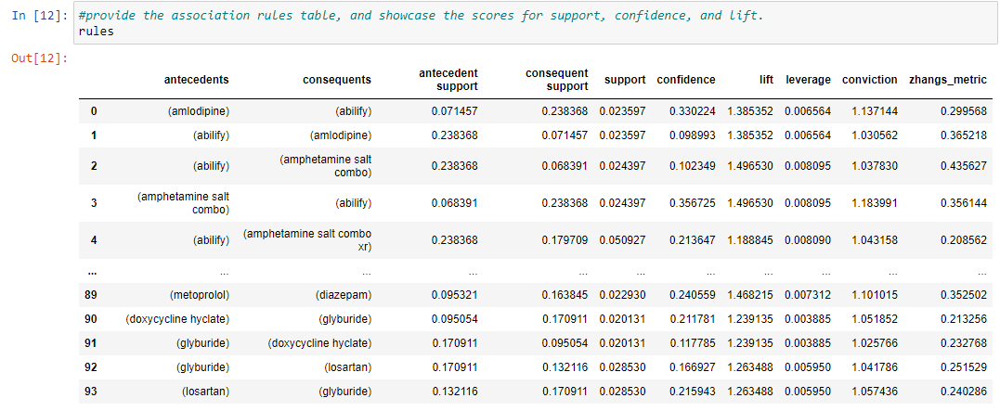 In [12]: #provide the association rules table, and showcase the scores for support, confidence, and lift.
rules
Out[12]:
antecedents consequents antecedent support consequent support support confidence lift leverage conviction zhangs_metric
0 (amlodipine) (abilify) 0.071457 0.238368 0.023597 0.330224 1.385352 0.006564 1.137144 0.299568
1 (abilify) (amlodipine) 0.238368 0.071457 0.023597 0.098993 1.385352 0.006564 1.030562 0.365218
2 (abilify) (amphetamine salt combo) 0.238368 0.068391 0.024397 0.102349 1.496530 0.008095 1.037830 0.435627
3 (amphetamine salt combo) (abilify) 0.068391 0.238368 0.024397 0.356725 1.496530 0.008095 1.183991 0.356144
4 (abilify) (amphetamine salt combo xr) 0.238368 0.179709 0.050927 0.213647 1.188845 0.008090 1.043158 0.208562
... ... ... ... ... ... ... ... ... ... ...
89 (metoprolol) (diazepam) 0.095321 0.163845 0.022930 0.240559 1.468215 0.007312 1.101015 0.352502
90 (doxycycline hyclate) (glyburide) 0.095054 0.170911 0.020131 0.211781 1.239135 0.003885 1.051852 0.213256
91 (glyburide) (doxycycline hyclate) 0.170911 0.095054 0.020131 0.117785 1.239135 0.003885 1.025766 0.232768
92 (glyburide) (losartan) 0.170911 0.132116 0.028530 0.166927 1.263488 0.005950 1.041786 0.251529
93 (losartan) (glyburide) 0.132116 0.170911 0.028530 0.215943 1.263488 0.005950 1.057436 0.240286